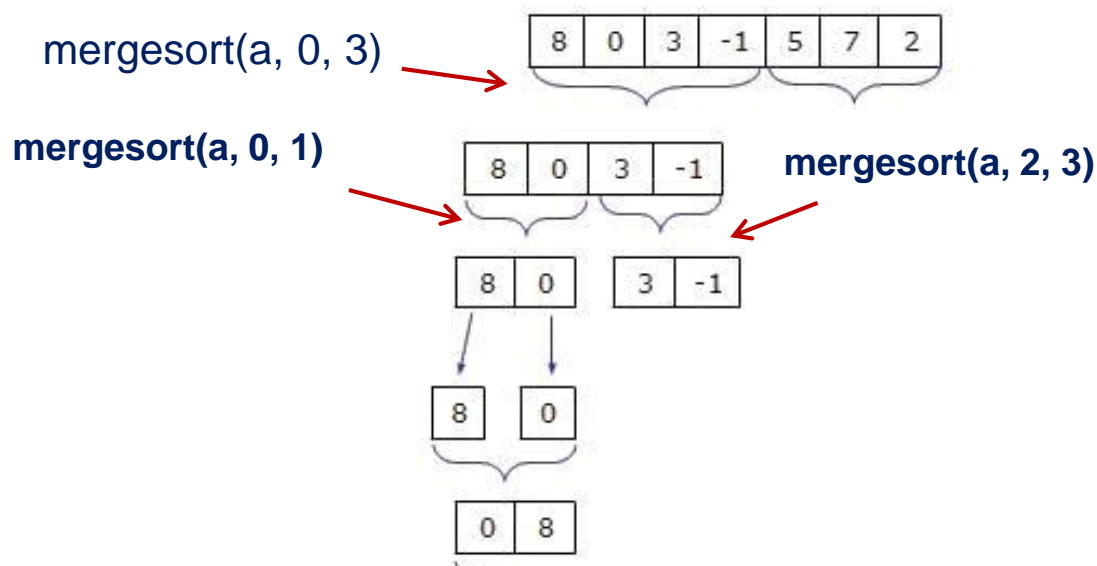 mergesort(a, 0, 3)
8 0 3 -1 5 7 2
mergesort(a, 0, 1)
8 0 3 -1
mergesort(a, 2, 3)
8 0
3 -1
8
0
0 8